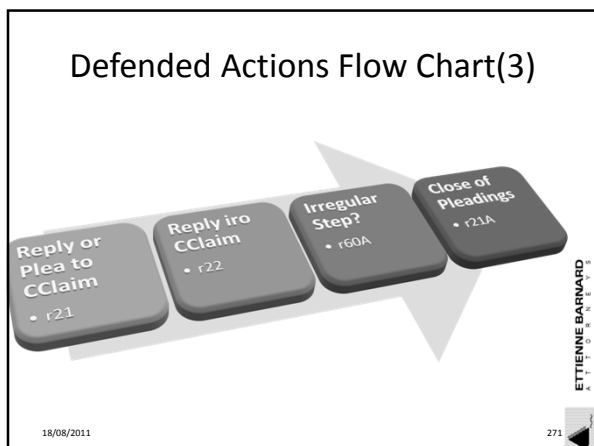 Defended Actions Flow Chart(3)
Reply or
Plea to
CClaim
• r21
Reply iro
CClaim
• r22
Irregular
Step?
• r60A
Close of
Pleadings
• r21A
ETTIENNE BARNARD
ATTORNEYS
18/08/2011
271